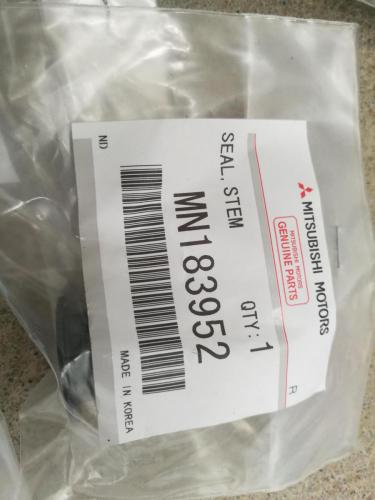 MITSUBISHI MOTORS
MITSUBISHI MOTORS
GENUINE PARTS
R
SEAL, STEM
QTY: 1
MN183952
ND
MADE IN KOREA